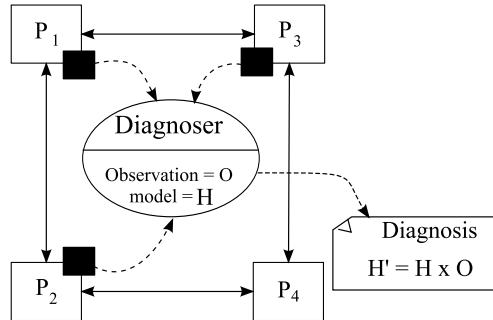 P1
P3
Diagnoser
Observation = O
model = H
Diagnosis
H' = H x O
P2
P4